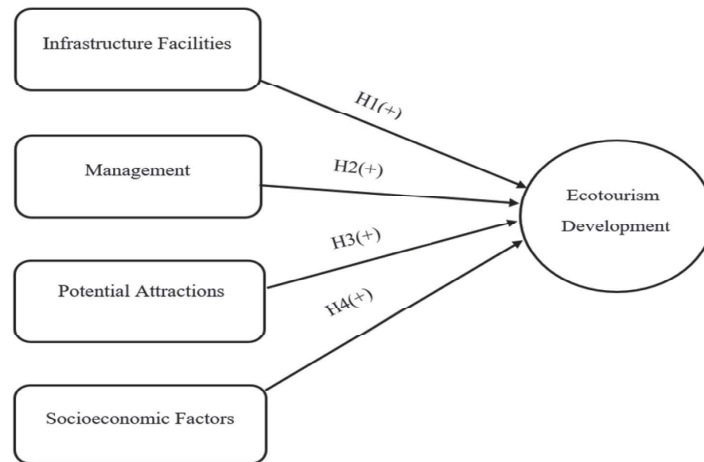 Infrastructure Facilities
H1(+)
Management
H2(+)
Ecotourism
Development
H3(+)
Potential Attractions
H4(+)
Socioeconomic Factors